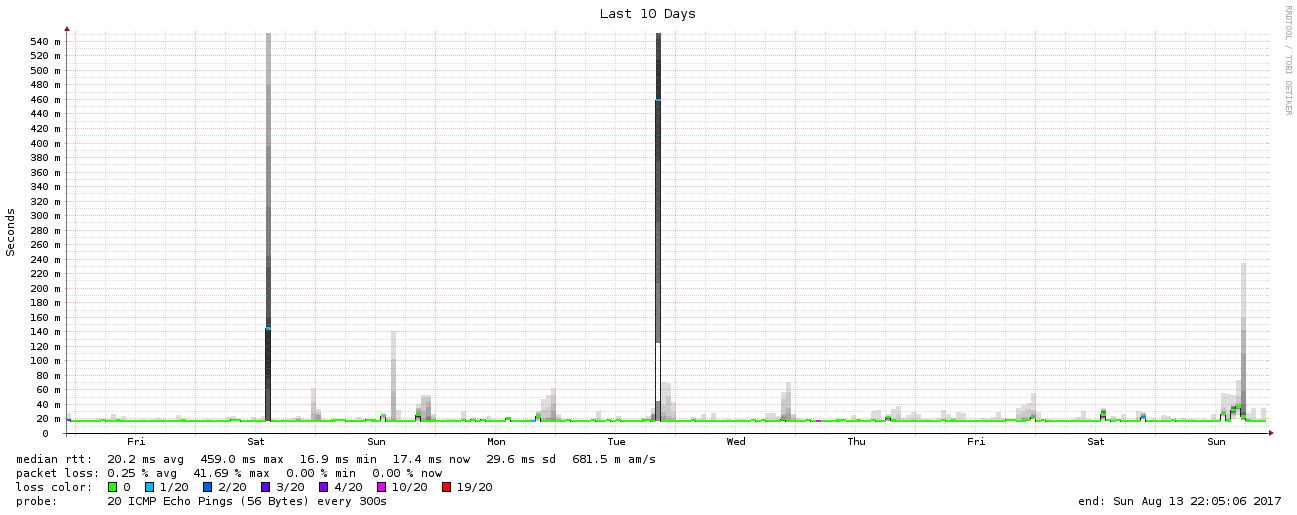 Last 10 Days
RRDTOOL / TOBI OETIKER
Seconds
540 m
520 m
500 m
480 m
460 m
440 m
420 m
400 m
380 m
360 m
340 m
320 m
300 m
280 m
260 m
240 m
220 m
200 m
180 m
160 m
140 m
120 m
100 m
80 m
60 m
40 m
20 m
0
Fri Sat Sun Mon Tue Wed Thu Fri Sat Sun
median rtt: 20.2 ms avg 459.0 ms max 16.9 ms min 17.4 ms now 29.6 ms sd 681.5 m am/s
packet loss: 0.25 % avg 41.69 % max 0.00 % min 0.00 % now
loss color: 0 1/20 2/20 3/20 4/20 10/20 19/20
probe: 20 ICMP Echo Pings (56 Bytes) every 300s end: Sun Aug 13 22:05:06 2017